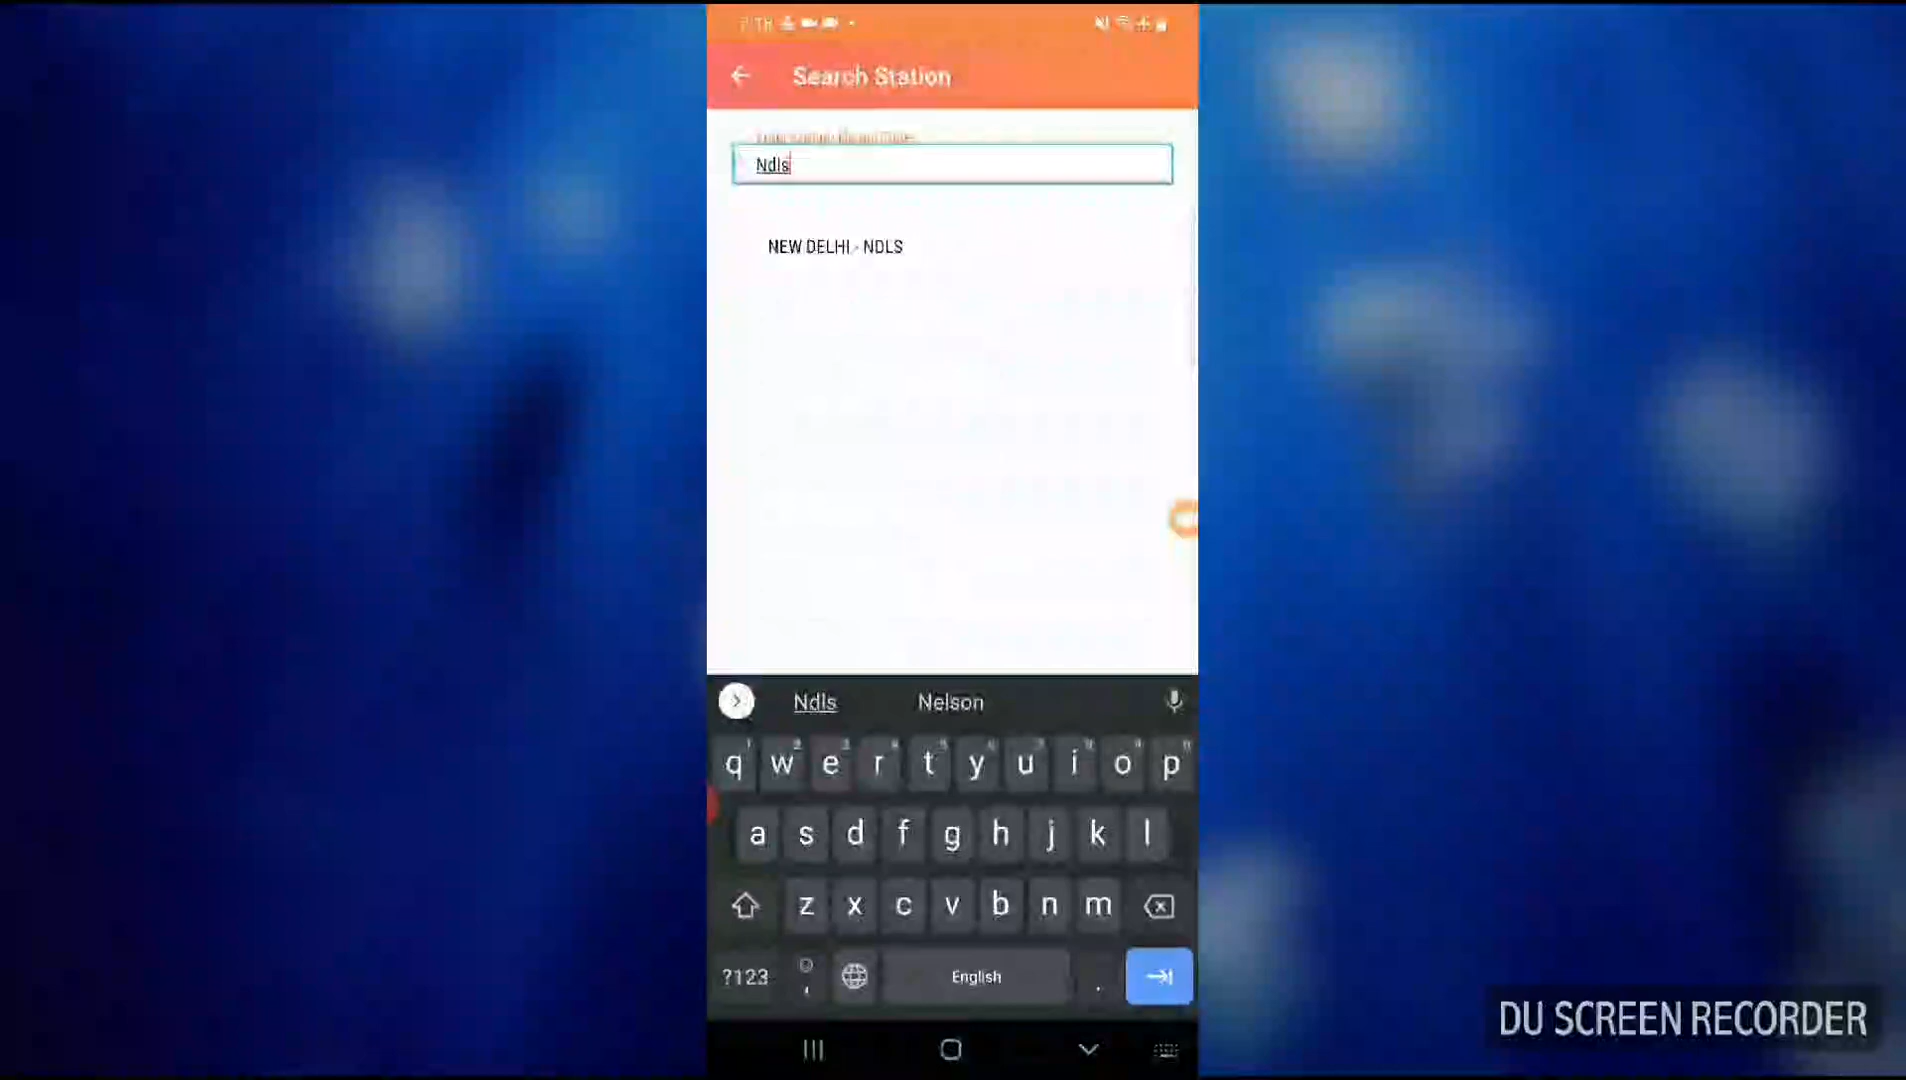 Search Station
Ndls
NEW DELHI - NDLS
Ndls Nelson
q w e r t y u i o p
a s d f g h j k l
z x c v b n m
?123 , English .
DU SCREEN RECORDER